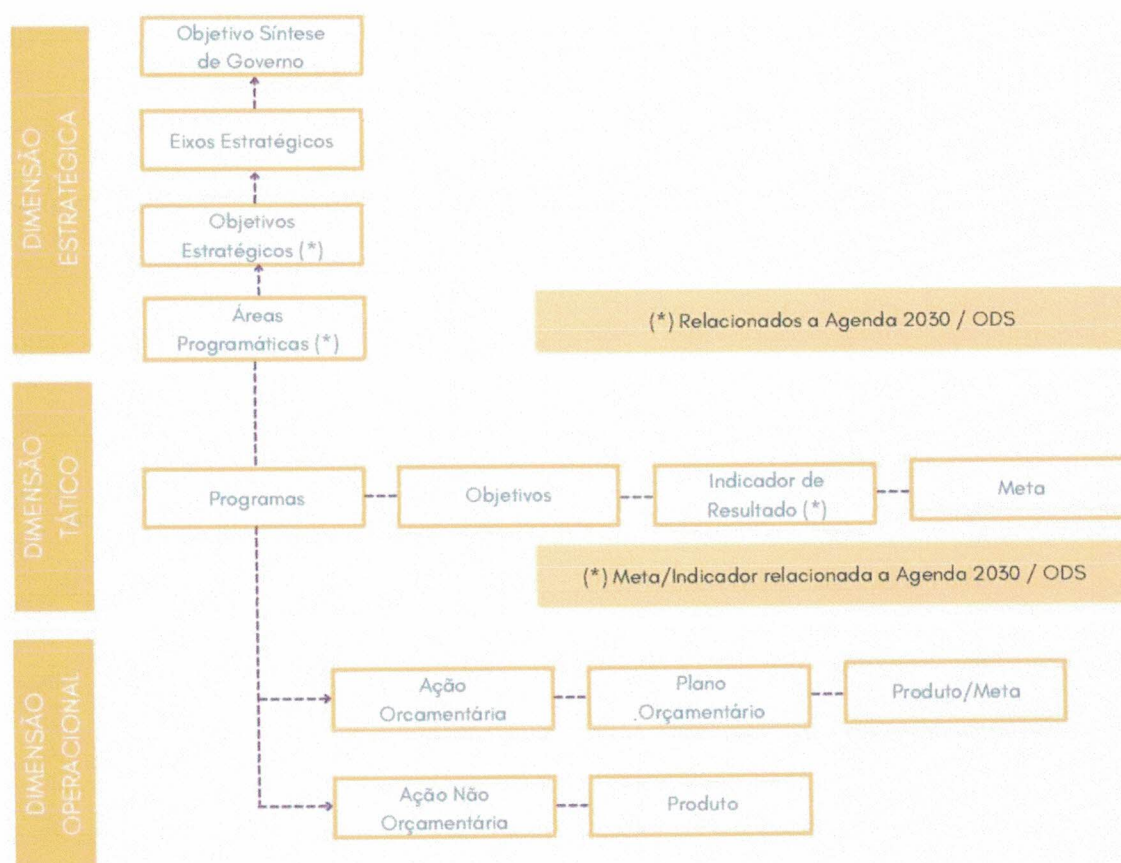 DIMENSÃO
ESTRATÉGICA
Objetivo Síntese
de Governo
Eixos Estratégicos
Objetivos
Estratégicos (*)
Áreas
Programáticas (*)
(*) Relacionados a Agenda 2030 / ODS
DIMENSÃO
TÁTICO
Programas
Objetivos
Indicador de
Resultado (*)
Meta
(*) Meta/Indicador relacionada a Agenda 2030 / ODS
DIMENSÃO
OPERACIONAL
Ação
Orcamentária
Plano
.Orçamentário
Produto/Meta
Ação Não
Orçamentária
Produto